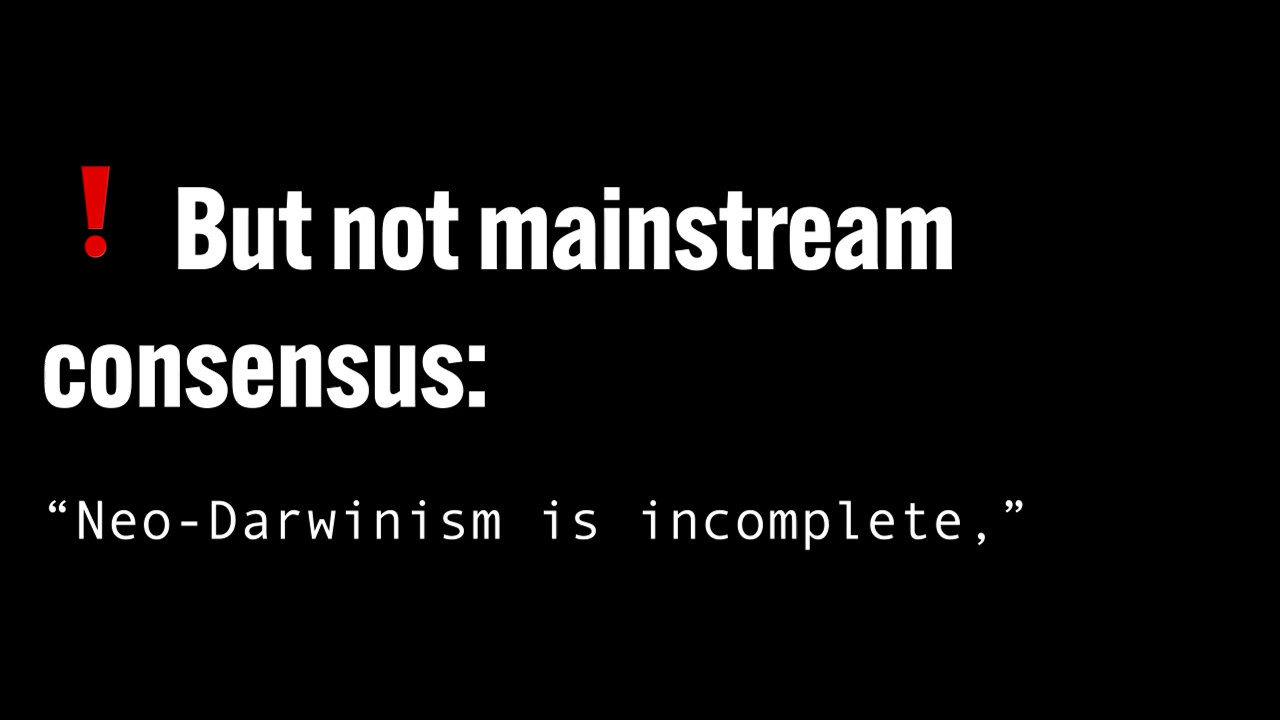 ❗ But not mainstream
consensus:
“Neo-Darwinism is incomplete,”